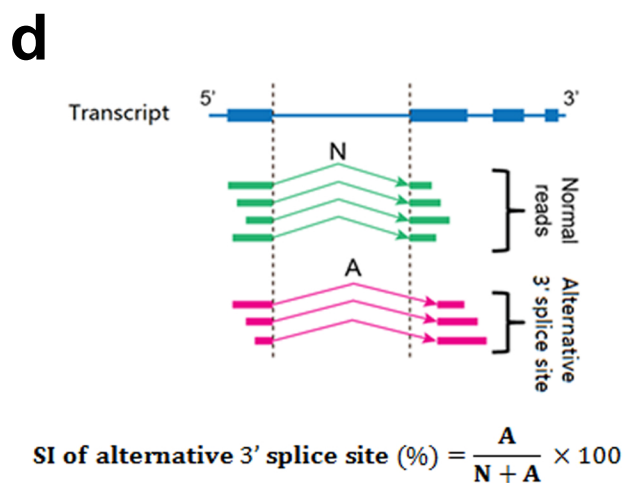 d
5' 3'
Transcript
N
Normal
reads
A
Alternative
3' splice site
SI of alternative 3' splice site (%) = A / N + A × 100